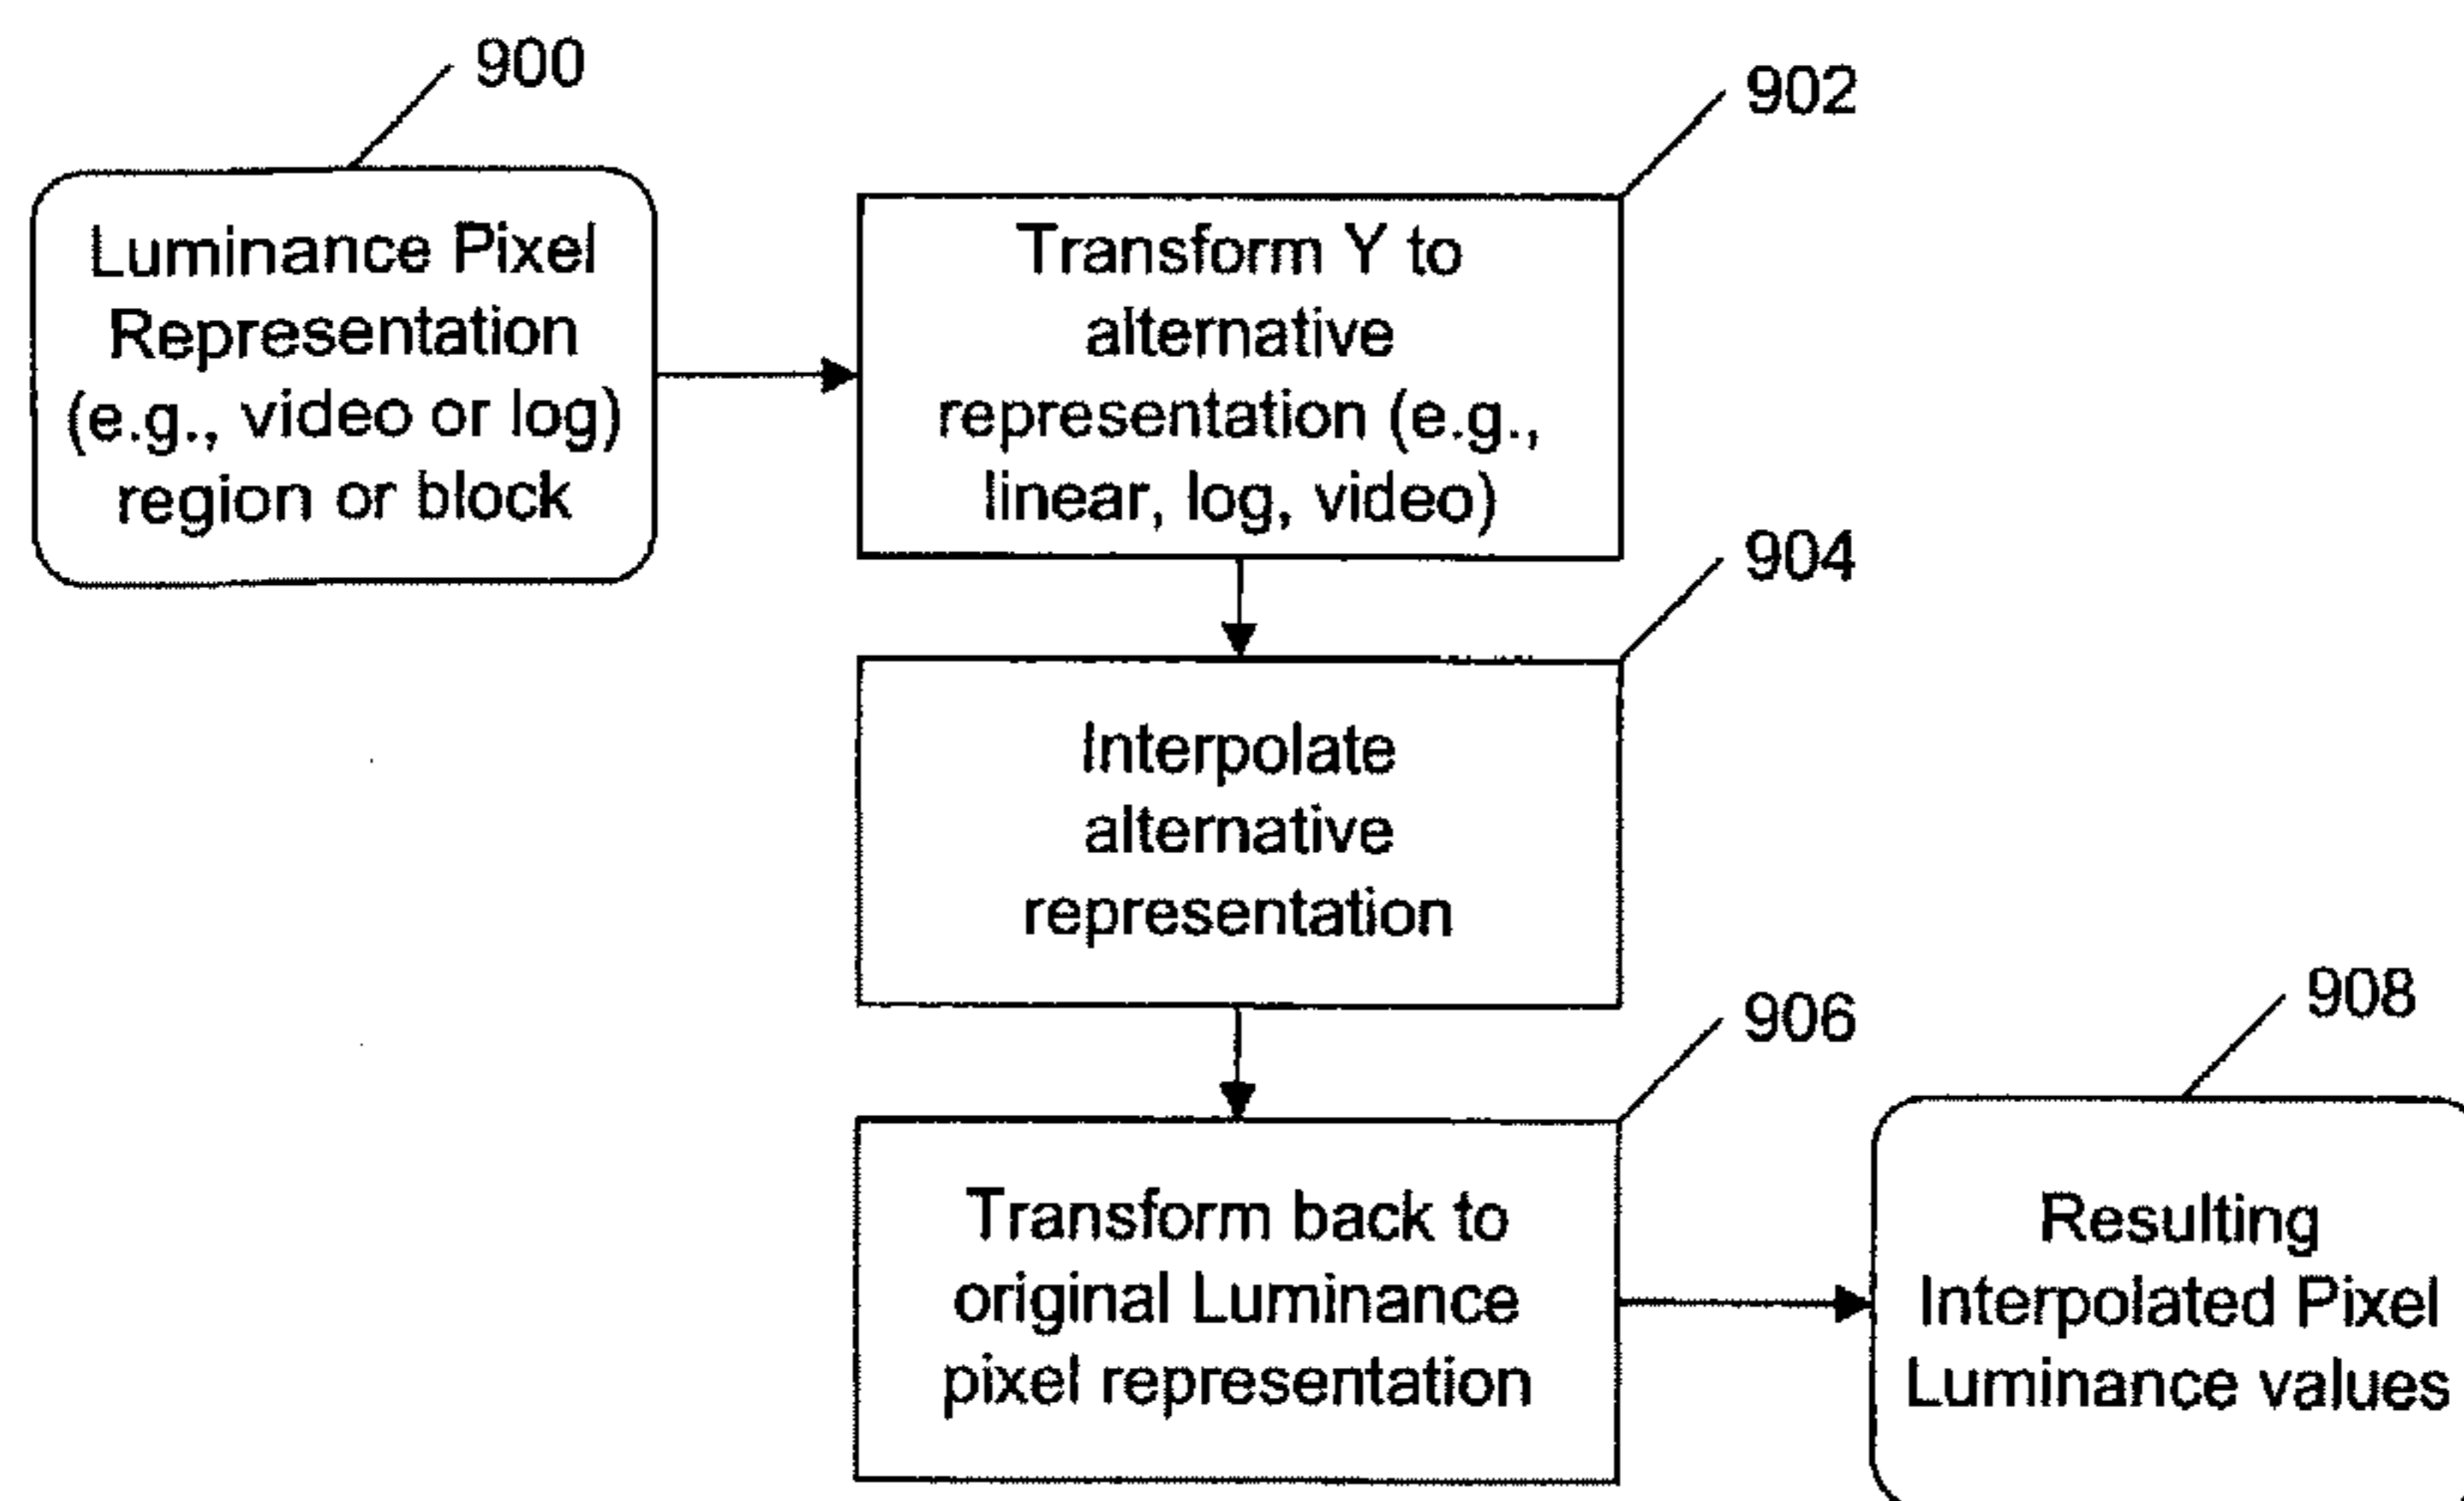 900
Luminance Pixel
Representation
(e.g., video or log)
region or block
902
Transform Y to
alternative
representation (e.g.,
linear, log, video)
904
Interpolate
alternative
representation
906
Transform back to
original Luminance
pixel representation
908
Resulting
Interpolated Pixel
Luminance values